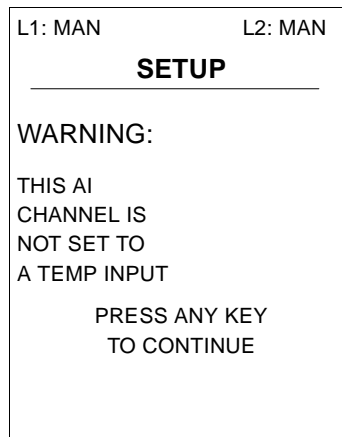 L1: MAN L2: MAN
SETUP
WARNING:
THIS AI
CHANNEL IS
NOT SET TO
A TEMP INPUT
PRESS ANY KEY
TO CONTINUE